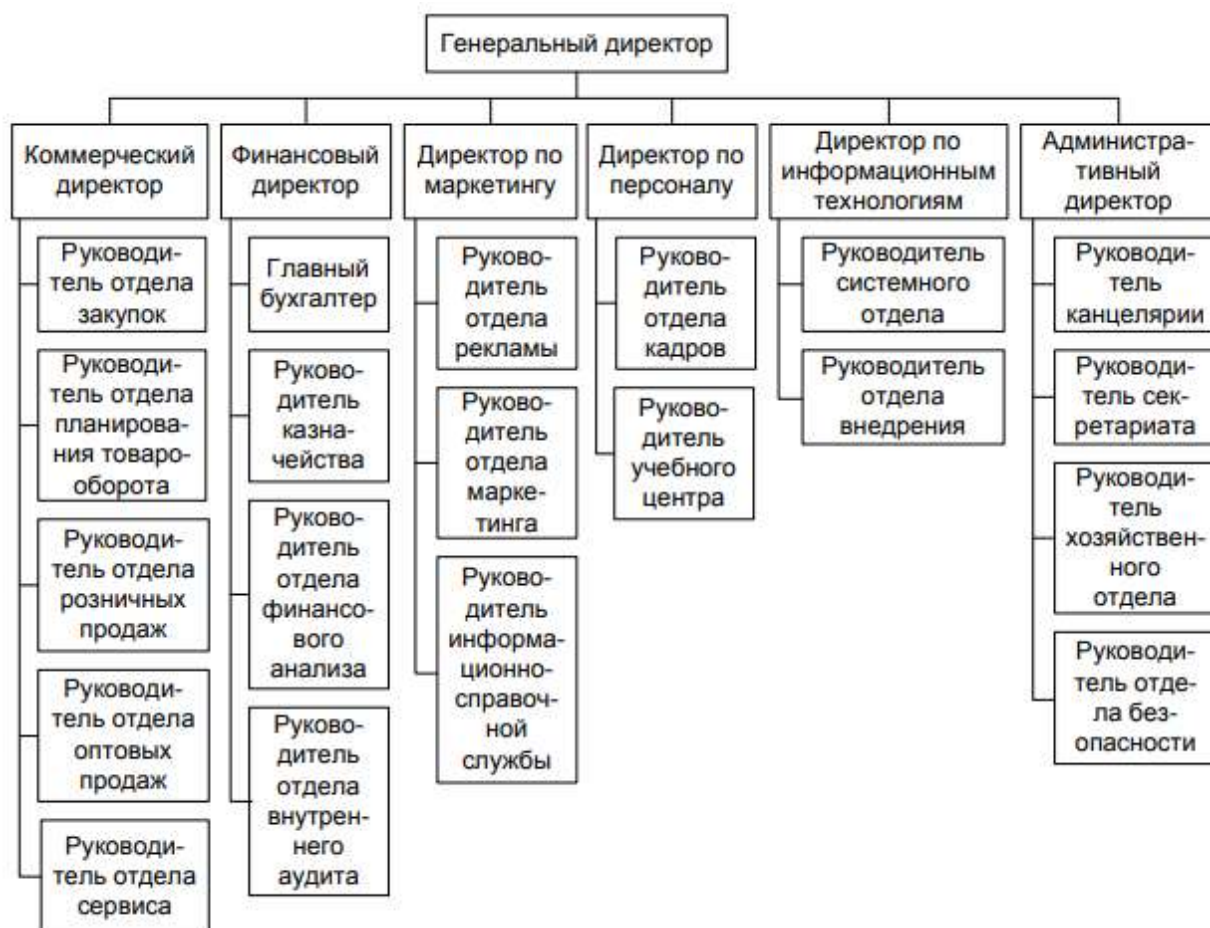 Генеральный директор
Коммерческий
директор
Финансовый
директор
Директор по
маркетингу
Директор по
персоналу
Директор по
информационным
технологиям
Администра-
тивный
директор
Руководи-
тель отдела
закупок
Руководи-
тель отдела
планирова-
ния товаро-
оборота
Руководи-
тель отдела
розничных
продаж
Руководи-
тель отдела
оптовых
продаж
Руководи-
тель отдела
сервиса
Главный
бухгалтер
Руково-
дитель
казна-
чейства
Руково-
дитель
отдела
финансо-
вого
анализа
Руково-
дитель
отдела
внутрен-
него
аудита
Руково-
дитель
отдела
рекламы
Руково-
дитель
отдела
марке-
тинга
Руково-
дитель
информа-
ционно-
справоч-
ной
службы
Руково-
дитель
отдела
кадров
Руково-
дитель
учебного
центра
Руководитель
системного
отдела
Руководитель
отдела
внедрения
Руководи-
тель
канцелярии
Руководи-
тель сек-
ретариата
Руководи-
тель
хозяйствен-
ного
отдела
Руководи-
тель отде-
ла без-
опасности